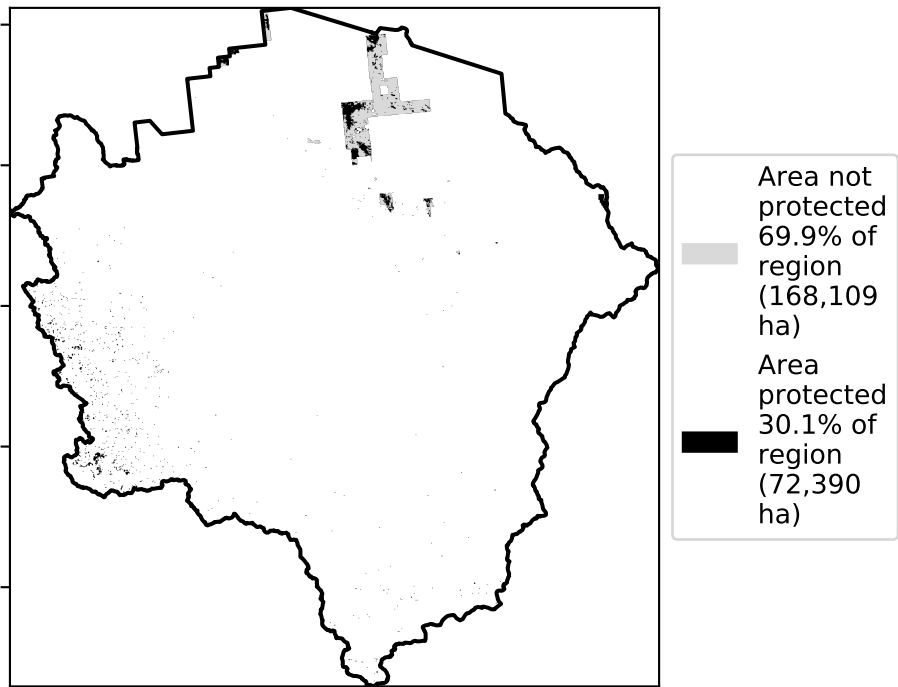 Area not
protected
69.9% of
region
(168,109
ha)
Area
protected
30.1% of
region
(72,390
ha)